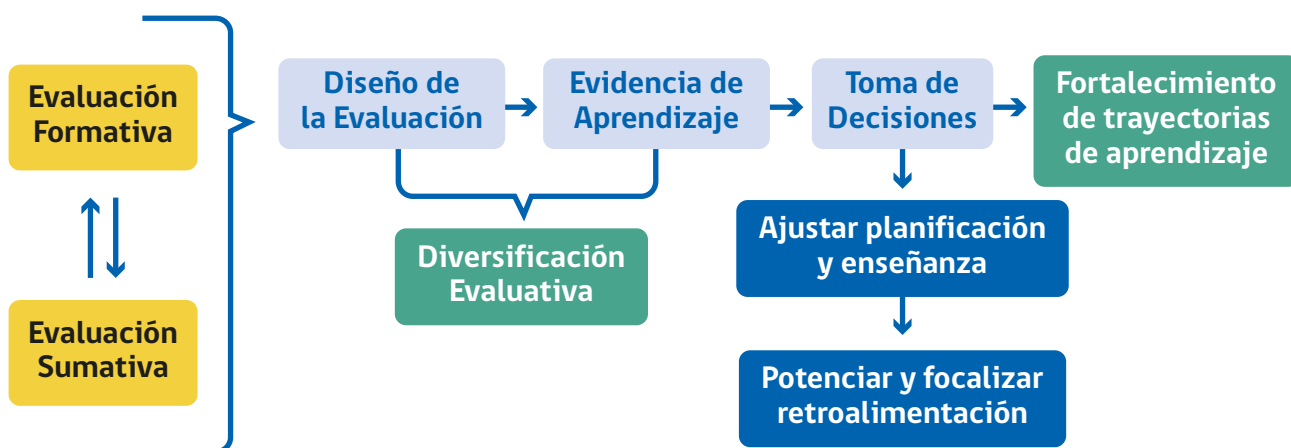 Evaluación
Formativa
Evaluación
Sumativa
Diseño de
la Evaluación
Evidencia de
Aprendizaje
Toma de
Decisiones
Fortalecimiento
de trayectorias
de aprendizaje
Diversificación
Evaluativa
Ajustar planificación
y enseñanza
Potenciar y focalizar
retroalimentación